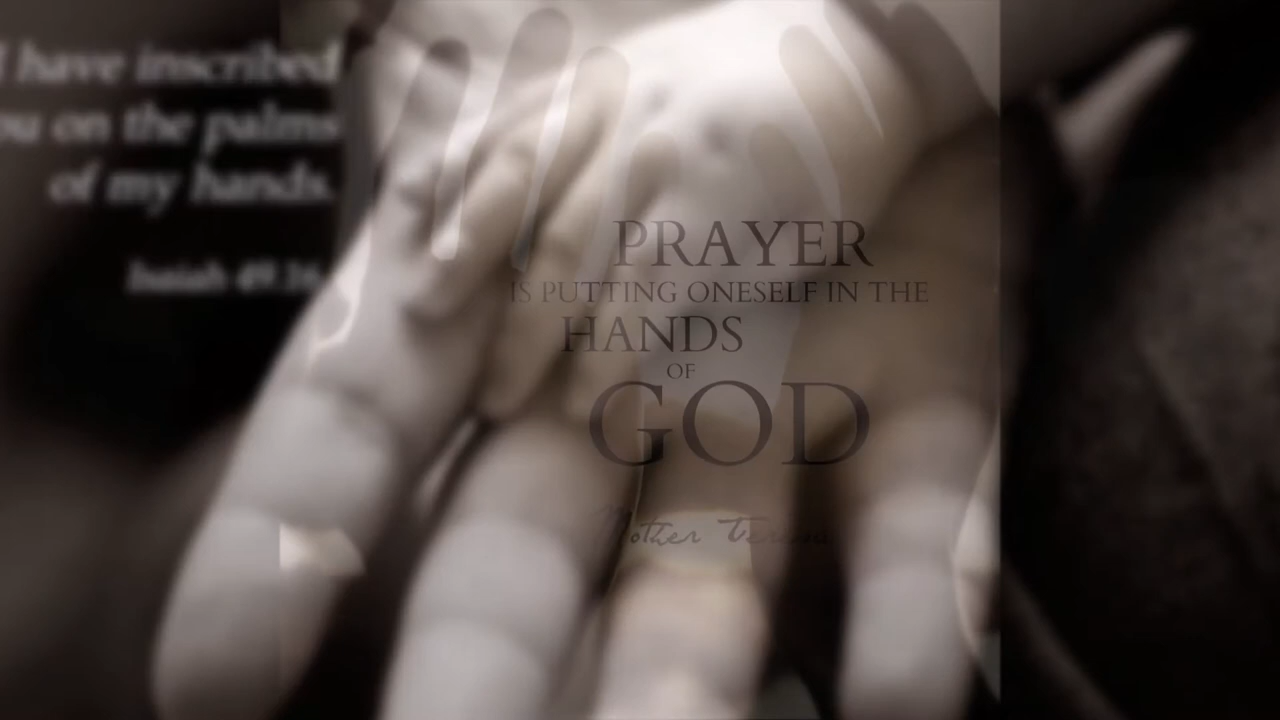 I have inscribed
ou on the palms
of my hands.
Isaiah 49.16
PRAYER
IS PUTTING ONESELF IN THE
HANDS
OF
GOD
Mother Teresa